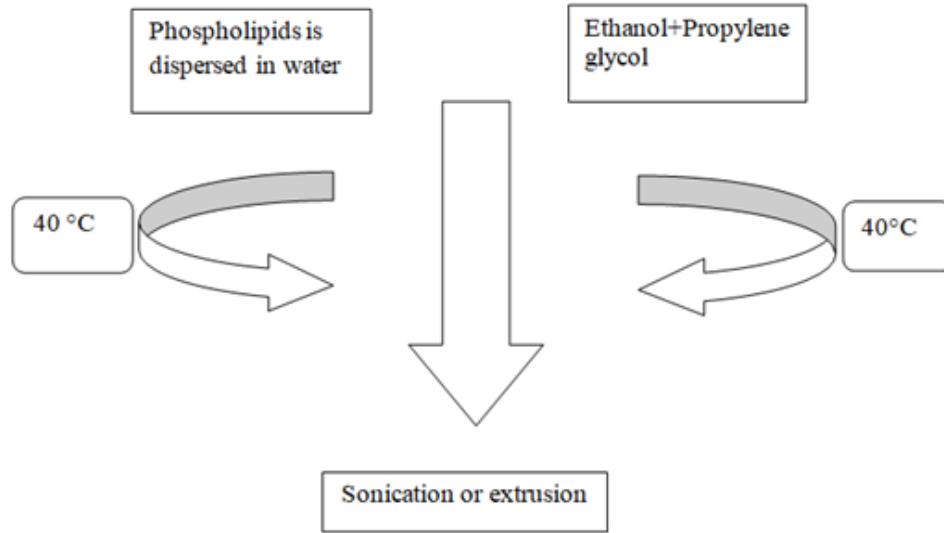 Phospholipids is
dispersed in water
Ethanol+Propylene
glycol
40 °C
40°C
Sonication or extrusion